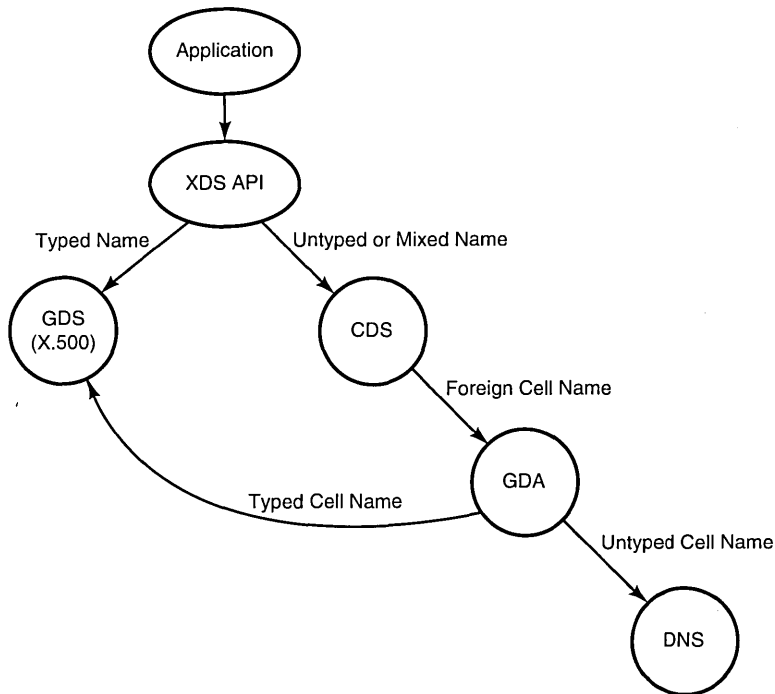 Application
XDS API
Typed Name
Untyped or Mixed Name
GDS
(X.500)
CDS
Foreign Cell Name
GDA
Typed Cell Name
Untyped Cell Name
DNS